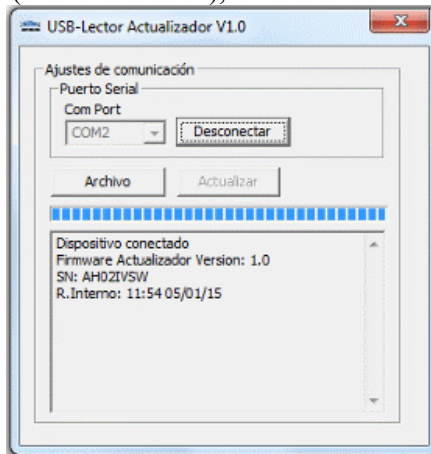 USB-Lector Actualizador V1.0
Ajustes de comunicación
Puerto Serial
Com Port
COM2
Desconectar
Archivo
Actualizar
Dispositivo conectado
Firmware Actualizador Version: 1.0
SN: AH02IVSW
R.Interno: 11:54 05/01/15